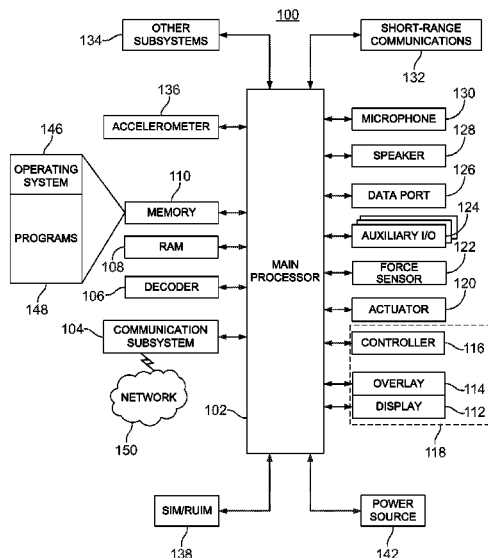 100
OTHER
SUBSYSTEMS
134
SHORT-RANGE
COMMUNICATIONS
132
136
ACCELEROMETER
146
OPERATING
SYSTEM
PROGRAMS
148
110
MEMORY
RAM
108
106
DECODER
104
COMMUNICATION
SUBSYSTEM
NETWORK
150
102
MAIN
PROCESSOR
130
MICROPHONE
128
SPEAKER
126
DATA PORT
124
AUXILIARY I/O
122
FORCE
SENSOR
120
ACTUATOR
CONTROLLER
116
OVERLAY
114
DISPLAY
112
118
SIM/RUIM
138
POWER
SOURCE
142